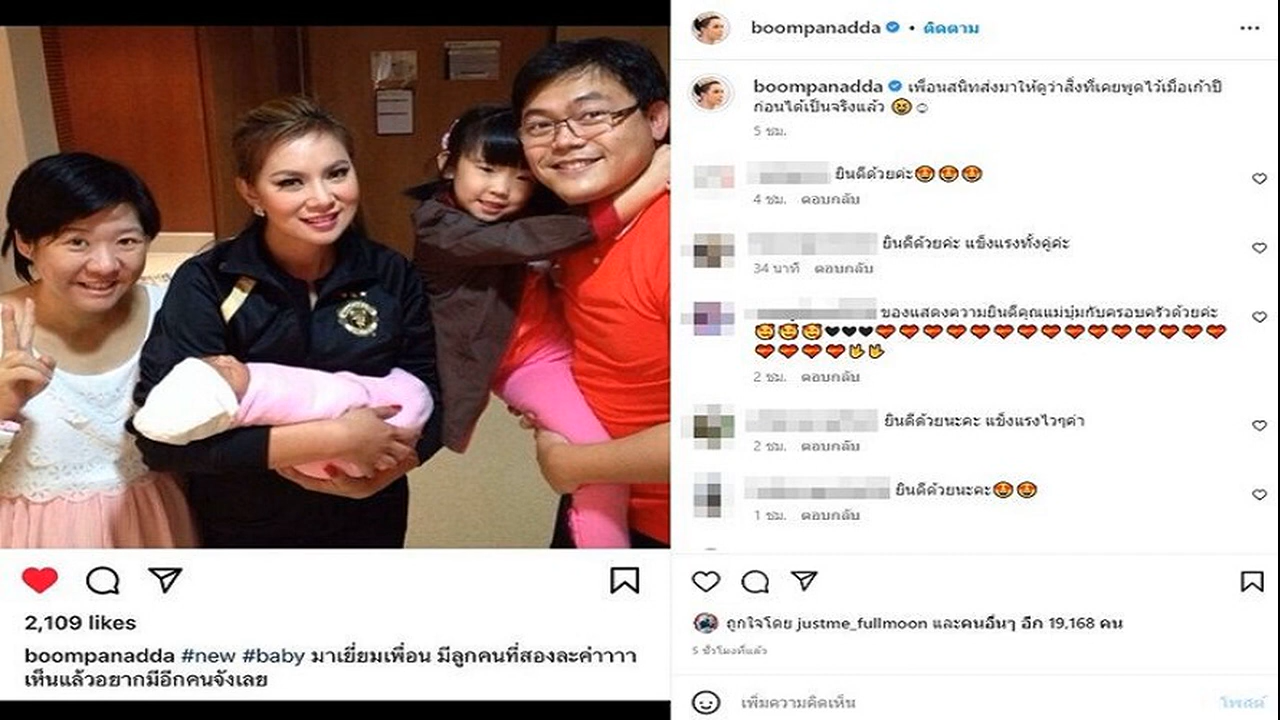 2,109 likes
boompanadda #new #baby มาเยี่ยมเพื่อน มีลูกคนที่สองละค่าาาา
เห็นแล้วอยากมีอีกคนจังเลย
boompanadda • ติดตาม
boompanadda เพื่อนสนิทส่งมาให้ดูว่าสิ่งที่เคยพูดไว้เมื่อเก้าปี
ก่อนได้เป็นจริงแล้ว
5 ชม.
ยินดีด้วยค่ะ
4 ชม. ตอบกลับ
ยินดีด้วยค่ะ แข็งแรงทั้งคู่ค่ะ
34 นาที ตอบกลับ
ของแสดงความยินดีคุณแม่บุ๋มกับครอบครัวด้วยค่ะ
2 ชม. ตอบกลับ
ยินดีด้วยนะคะ แข็งแรงไวๆค่า
2 ชม. ตอบกลับ
ยินดีด้วยนะคะ
1 ชม. ตอบกลับ
ถูกใจโดย justme_fullmoon และคนอื่นๆ อีก 19,168 คน
5 ชั่วโมงที่แล้ว
เพิ่มความคิดเห็น
โพสต์